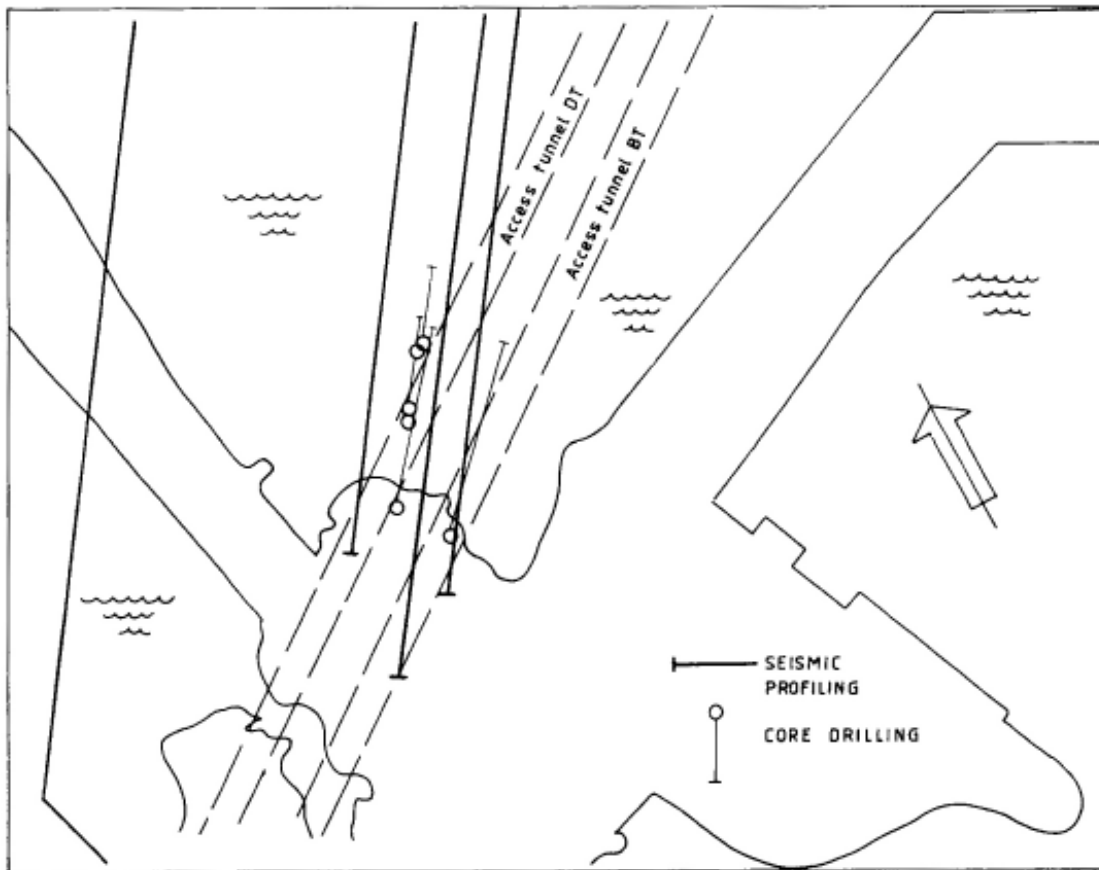 Access tunnel DT
Access tunnel BT
SEISMIC
PROFILING
CORE DRILLING